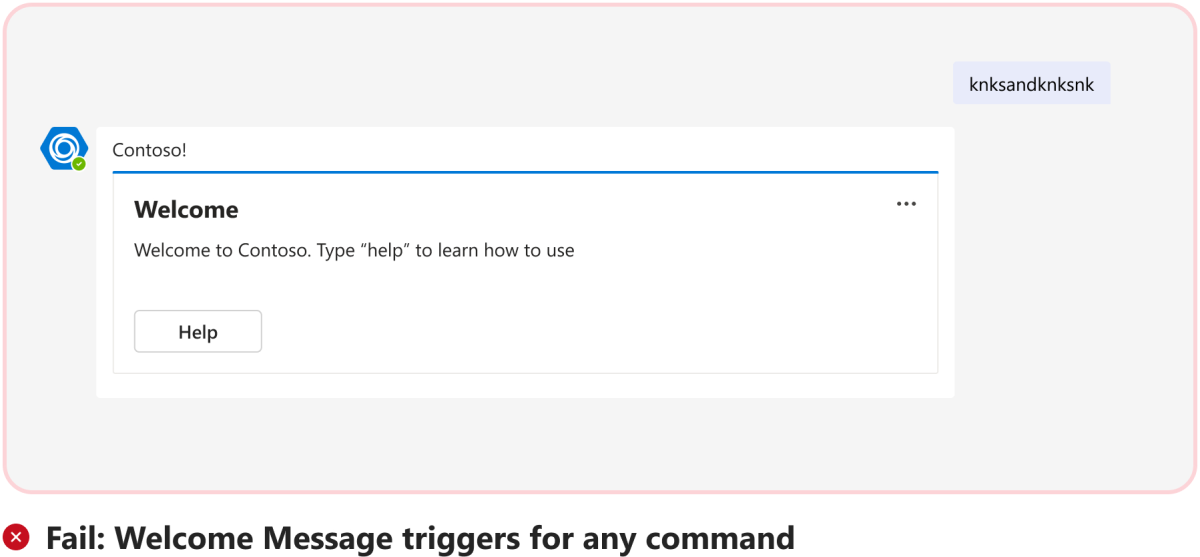 knksandknksnk
Contoso!
Welcome
Welcome to Contoso. Type “help” to learn how to use
Help
Fail: Welcome Message triggers for any command